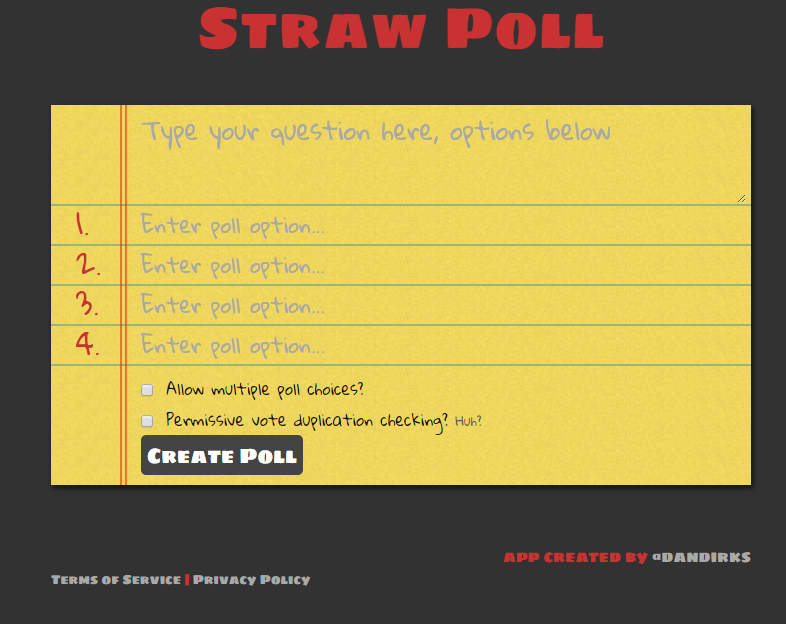 Straw Poll
Type your question here, options below
1. Enter poll option...
2. Enter poll option...
3. Enter poll option...
4. Enter poll option...
Allow multiple poll choices?
Permissive vote duplication checking? Huh?
Create Poll
App created by @dandirks
Terms of Service | Privacy Policy